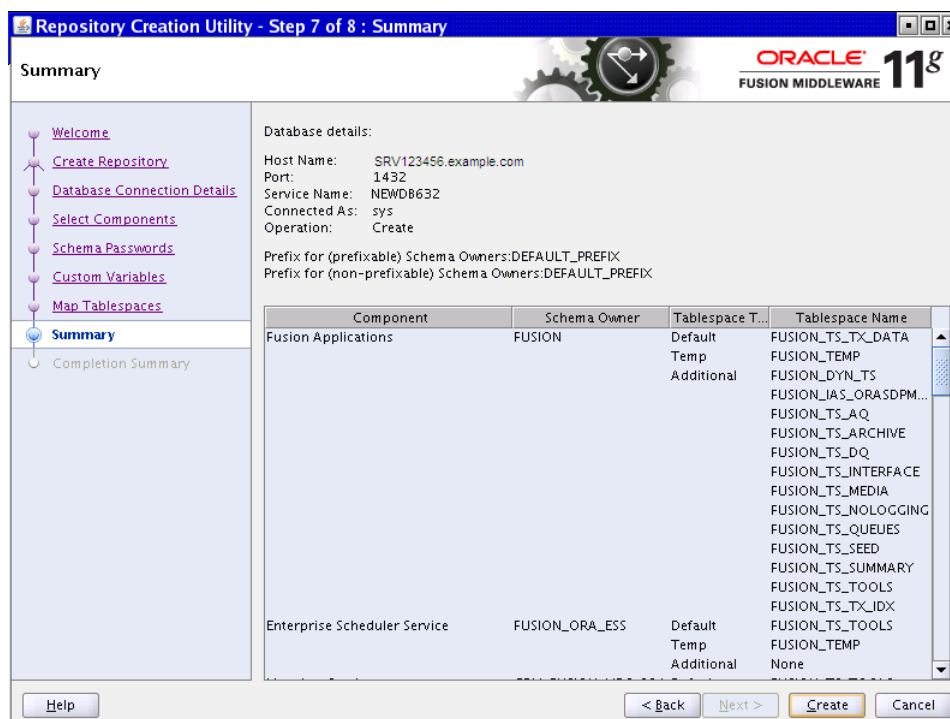 Repository Creation Utility - Step 7 of 8 : Summary
Summary
ORACLE
FUSION MIDDLEWARE
11g
Welcome
Create Repository
Database Connection Details
Select Components
Schema Passwords
Custom Variables
Map Tablespaces
Summary
Completion Summary
Database details:
Host Name: SRV123456.example.com
Port: 1432
Service Name: NEWDB632
Connected As: sys
Operation: Create
Prefix for (prefixable) Schema Owners:DEFAULT_PREFIX
Prefix for (non-prefixable) Schema Owners:DEFAULT_PREFIX
Component Schema Owner Tablespace T... Tablespace Name
Fusion Applications FUSION Default FUSION_TS_TX_DATA
Temp FUSION_TEMP
Additional FUSION_DYN_TS
FUSION_IAS_ORASDPM...
FUSION_TS_AQ
FUSION_TS_ARCHIVE
FUSION_TS_DQ
FUSION_TS_INTERFACE
FUSION_TS_MEDIA
FUSION_TS_NOLOGGING
FUSION_TS_QUEUES
FUSION_TS_SEED
FUSION_TS_SUMMARY
FUSION_TS_TOOLS
FUSION_TS_TX_IDX
Enterprise Scheduler Service FUSION_ORA_ESS Default FUSION_TS_TOOLS
Temp FUSION_TEMP
Additional None
Help
< Back Next > Create Cancel